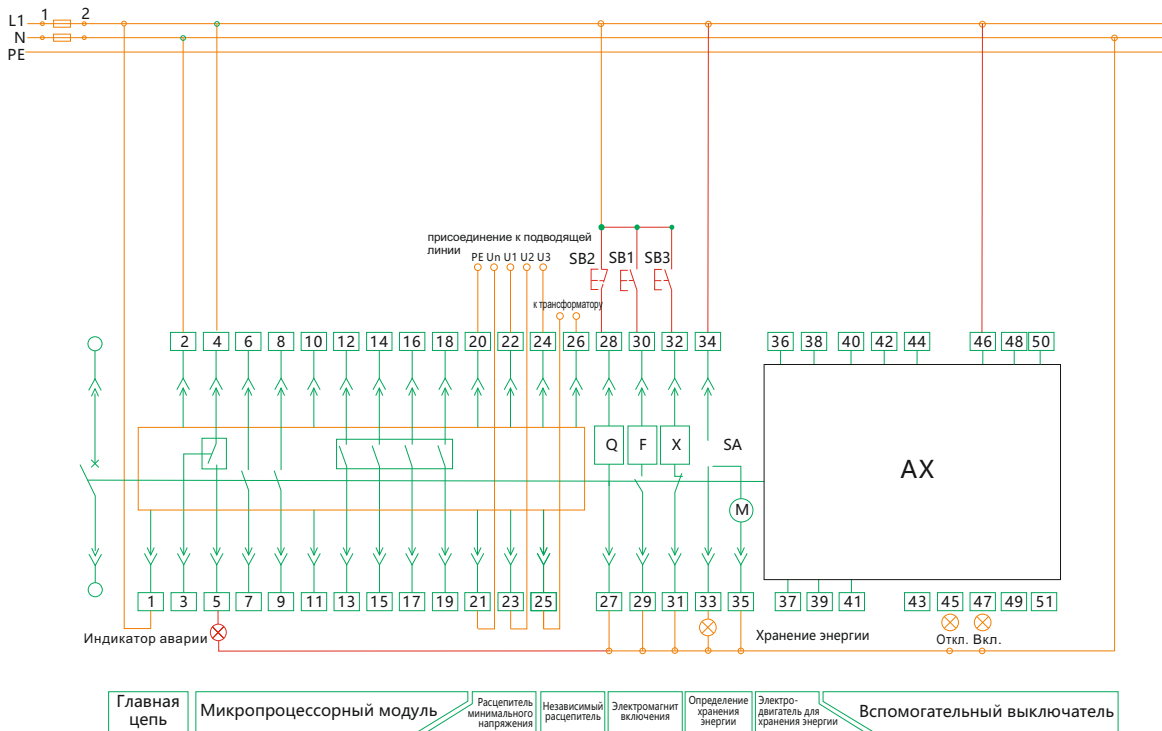 L1 1 2
N
PE
присоединение к подводящей
линии
PE Un U1 U2 U3
SB2 SB1 SB3
к трансформатору
2 4 6 8 10 12 14 16 18 20 22 24 26 28 30 32 34 36 38 40 42 44 46 48 50
Q F X SA
AX
M
1 3 5 7 9 11 13 15 17 19 21 23 25 27 29 31 33 35 37 39 41 43 45 47 49 51
Индикатор аварии
Хранение энергии
Откл. Вкл.
Главная
цепь
Микропроцессорный модуль
Расцепитель
минимального
напряжения
Независимый
расцепитель
Электромагнит
включения
Определение
хранения
энергии
Электро-
двигатель для
хранения энергии
Вспомогательный выключатель